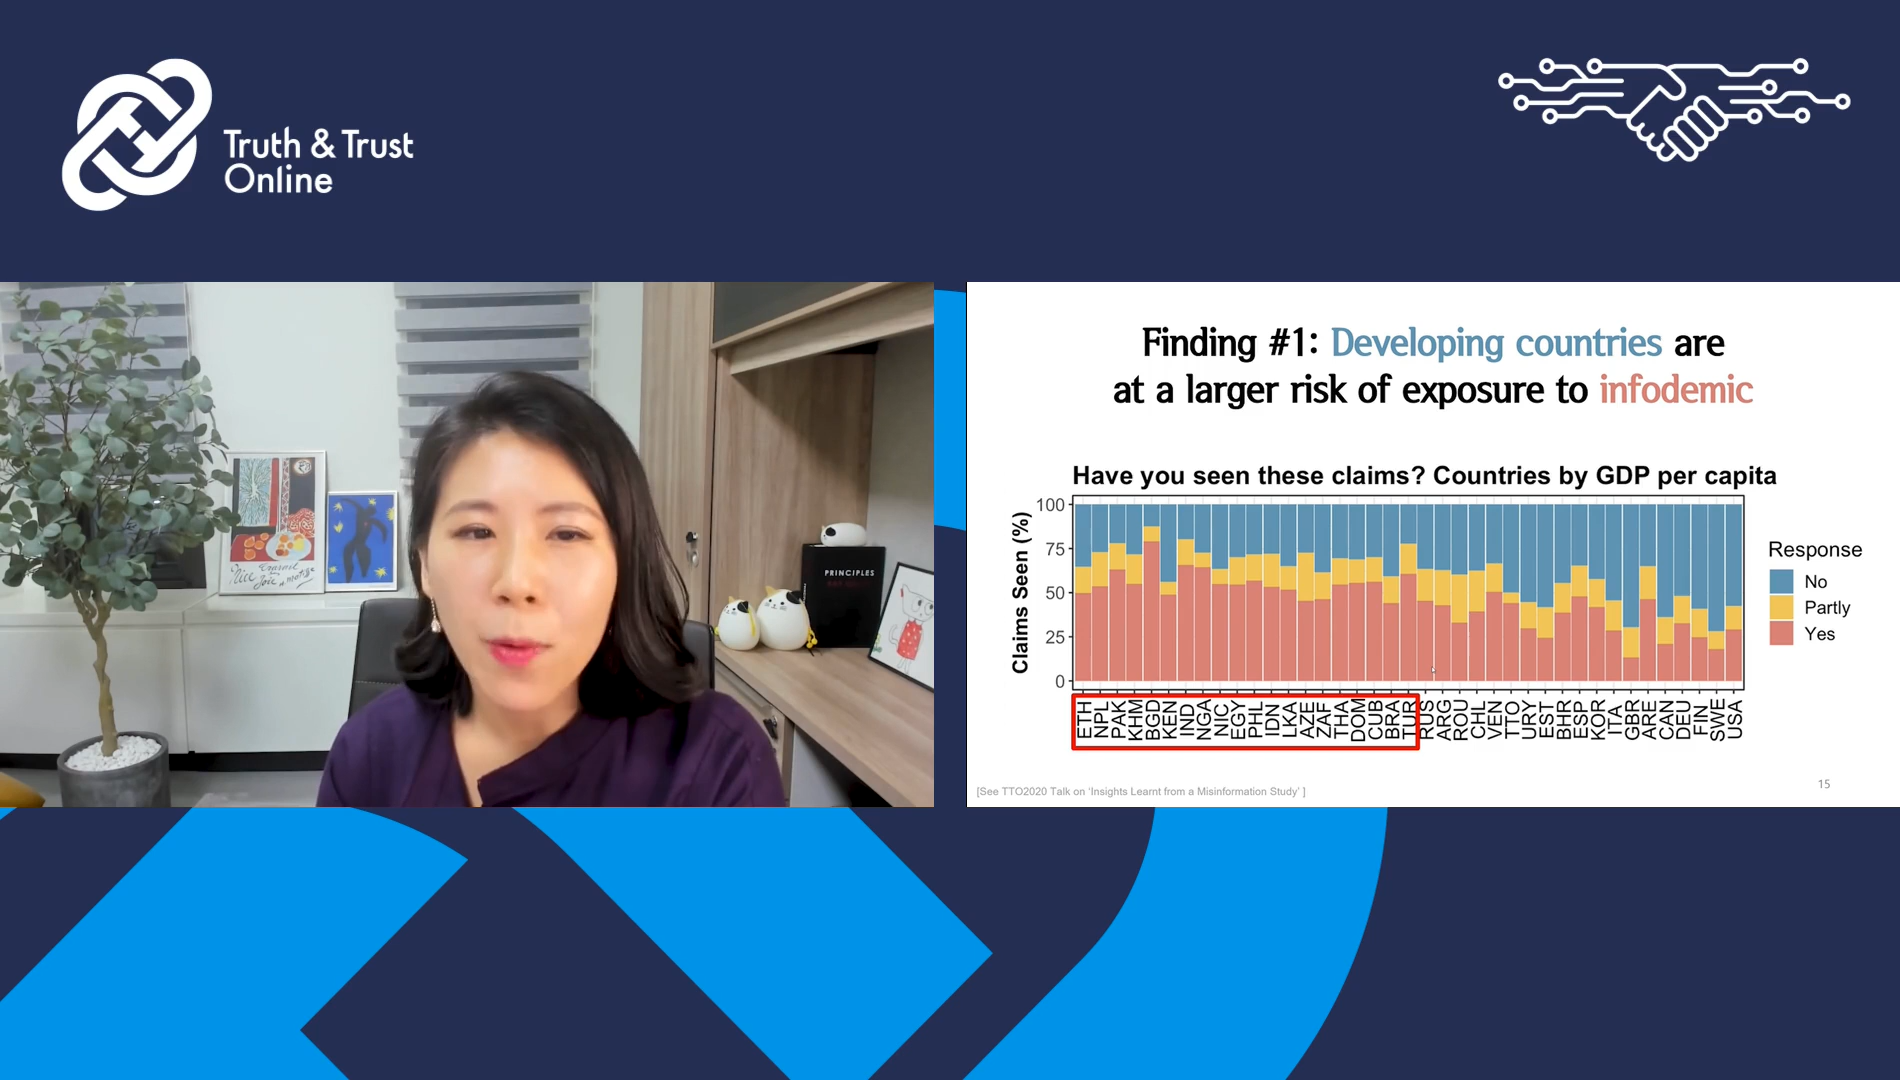 Truth & Trust
Online
PRINCIPLES
Finding #1: Developing countries are
at a larger risk of exposure to infodemic
Have you seen these claims? Countries by GDP per capita
Claims Seen (%)
100
75
50
25
0
ETH NPL PAK KHM BGD KEN IND NGA NIC EGY PHL IDN LKA AZE ZAF THA DOM CUB BRA TUR RUS ARG ROU CHL VEN TTO URY EST BHR ESP KOR ITA GBR ARE CAN DEU FIN SWE USA
Response
No
Partly
Yes
[See TTO2020 Talk on 'Insights Learnt from a Misinformation Study' ]
15